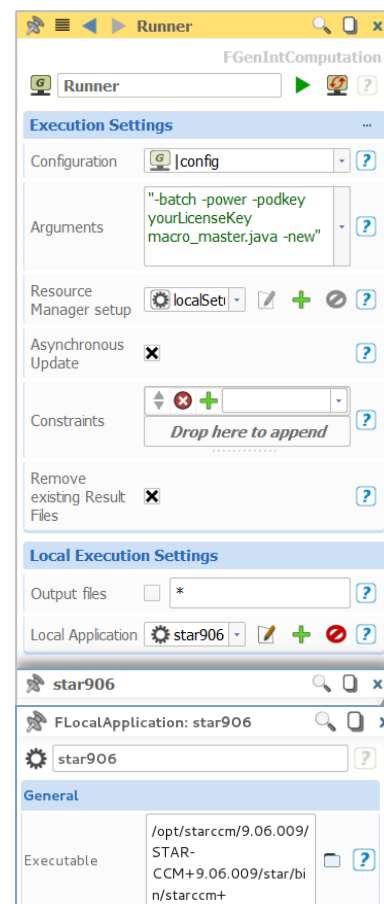 Runner
FGenIntComputation
Runner
Execution Settings
Configuration
|config
Arguments
"-batch -power -podkey
yourLicenseKey
macro_master.java -new"
Resource
Manager setup
localSetu
Asynchronous
Update
Constraints
Drop here to append
Remove
existing Result
Files
Local Execution Settings
Output files
*
Local Application
star906
star906
FLocalApplication: star906
star906
General
Executable
/opt/starccm/9.06.009/
STAR-
CCM+9.06.009/star/bi
n/starccm+